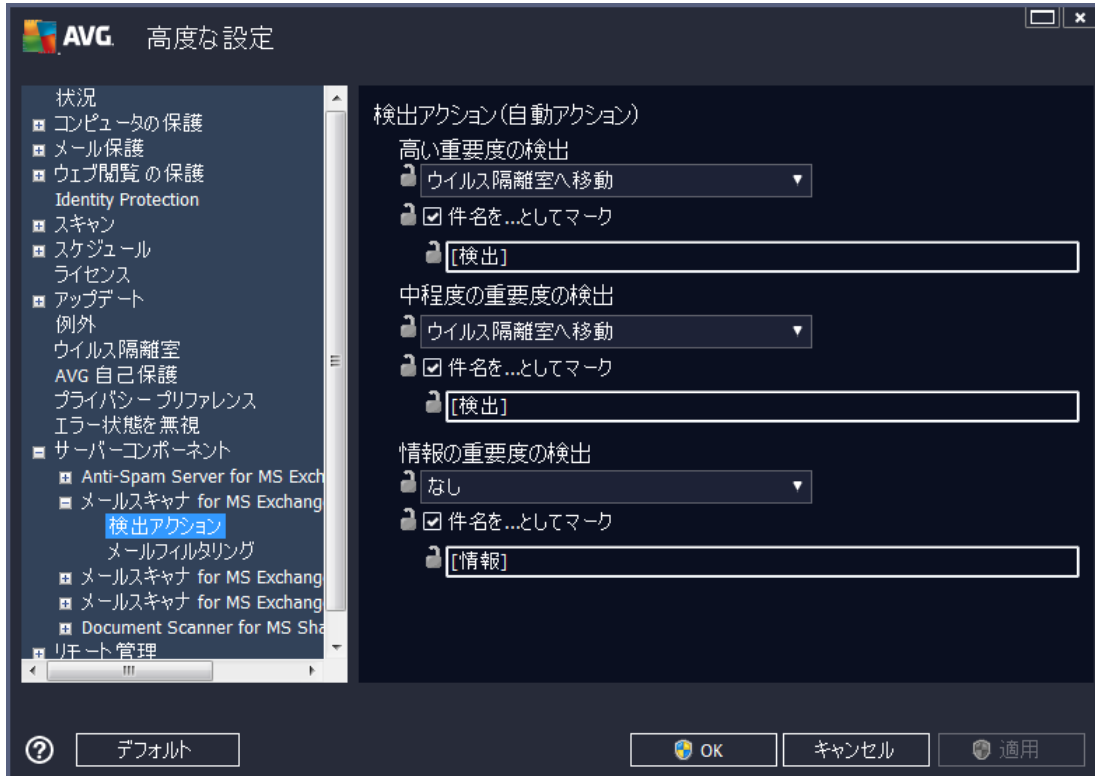 AVG. 高度な設定
状況
コンピュータの保護
メール保護
ウェブ閲覧 の保護
Identity Protection
スキャン
スケジュール
ライセンス
アップデート
例外
ウイルス隔離室
AVG 自己保護
プライバシー プリファレンス
エラー状態を無視
サーバーコンポーネント
Anti-Spam Server for MS Exch
メールスキャナ for MS Exchang
検出アクション
メールフィルタリング
メールスキャナ for MS Exchang
メールスキャナ for MS Exchang
Document Scanner for MS Sha
リモート管理
検出アクション(自動アクション)
高い重要度の検出
ウイルス隔離室へ移動
件名を...としてマーク
[検出]
中程度の重要度の検出
ウイルス隔離室へ移動
件名を...としてマーク
[検出]
情報の重要度の検出
なし
件名を...としてマーク
[情報]
デフォルト
OK
キャンセル
適用